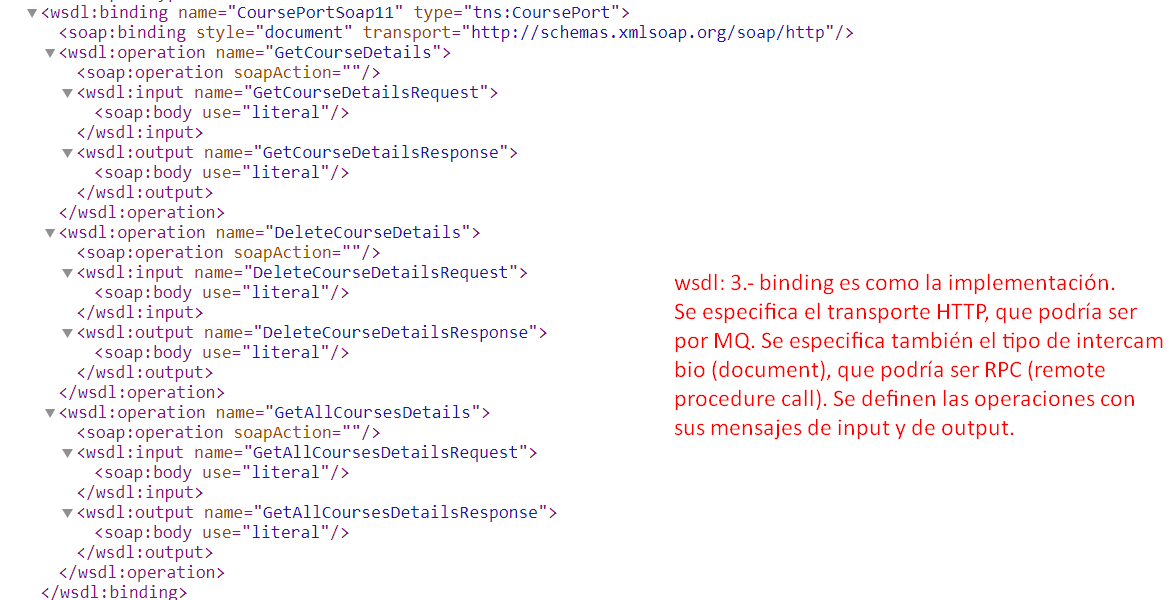 <wsdl:binding name="CoursePortSoap11" type="tns:CoursePort">
<soap:binding style="document" transport="http://schemas.xmlsoap.org/soap/http"/>
<wsdl:operation name="GetCourseDetails">
<soap:operation soapAction=""/>
<wsdl:input name="GetCourseDetailsRequest">
<soap:body use="literal"/>
</wsdl:input>
<wsdl:output name="GetCourseDetailsResponse">
<soap:body use="literal"/>
</wsdl:output>
</wsdl:operation>
<wsdl:operation name="DeleteCourseDetails">
<soap:operation soapAction=""/>
<wsdl:input name="DeleteCourseDetailsRequest">
<soap:body use="literal"/>
</wsdl:input>
<wsdl:output name="DeleteCourseDetailsResponse">
<soap:body use="literal"/>
</wsdl:output>
</wsdl:operation>
<wsdl:operation name="GetAllCoursesDetails">
<soap:operation soapAction=""/>
<wsdl:input name="GetAllCoursesDetailsRequest">
<soap:body use="literal"/>
</wsdl:input>
<wsdl:output name="GetAllCoursesDetailsResponse">
<soap:body use="literal"/>
</wsdl:output>
</wsdl:operation>
</wsdl:binding>
wsdl: 3.- binding es como la implementación.
Se especifica el transporte HTTP, que podría ser
por MQ. Se especifica también el tipo de intercam
bio (document), que podría ser RPC (remote
procedure call). Se definen las operaciones con
sus mensajes de input y de output.